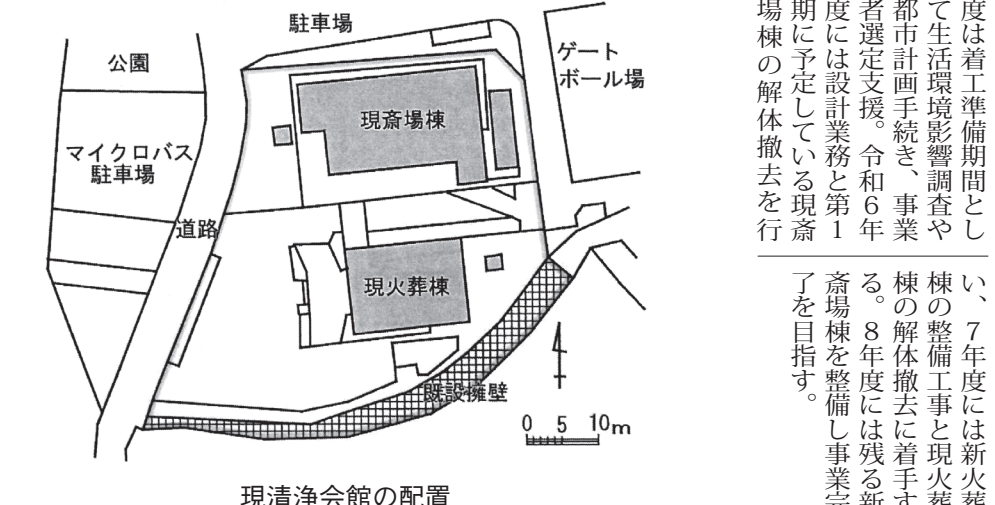 度は着工準備期間とし
て生活環境影響調査や
都市計画手続き、事業
者選定支援。令和6年
度には設計業務と第1
期に予定している現斎
場棟の解体撤去を行
い、7年度には新火葬
棟の整備工事と現火葬
棟の解体撤去に着手す
る。8年度には残る新
斎場棟を整備し事業完
了を目指す。
駐車場
公園
ゲート
ボール場
現斎場棟
マイクロバス
駐車場
道路
現火葬棟
既設擁壁
0 5 10m
現清浄会館の配置